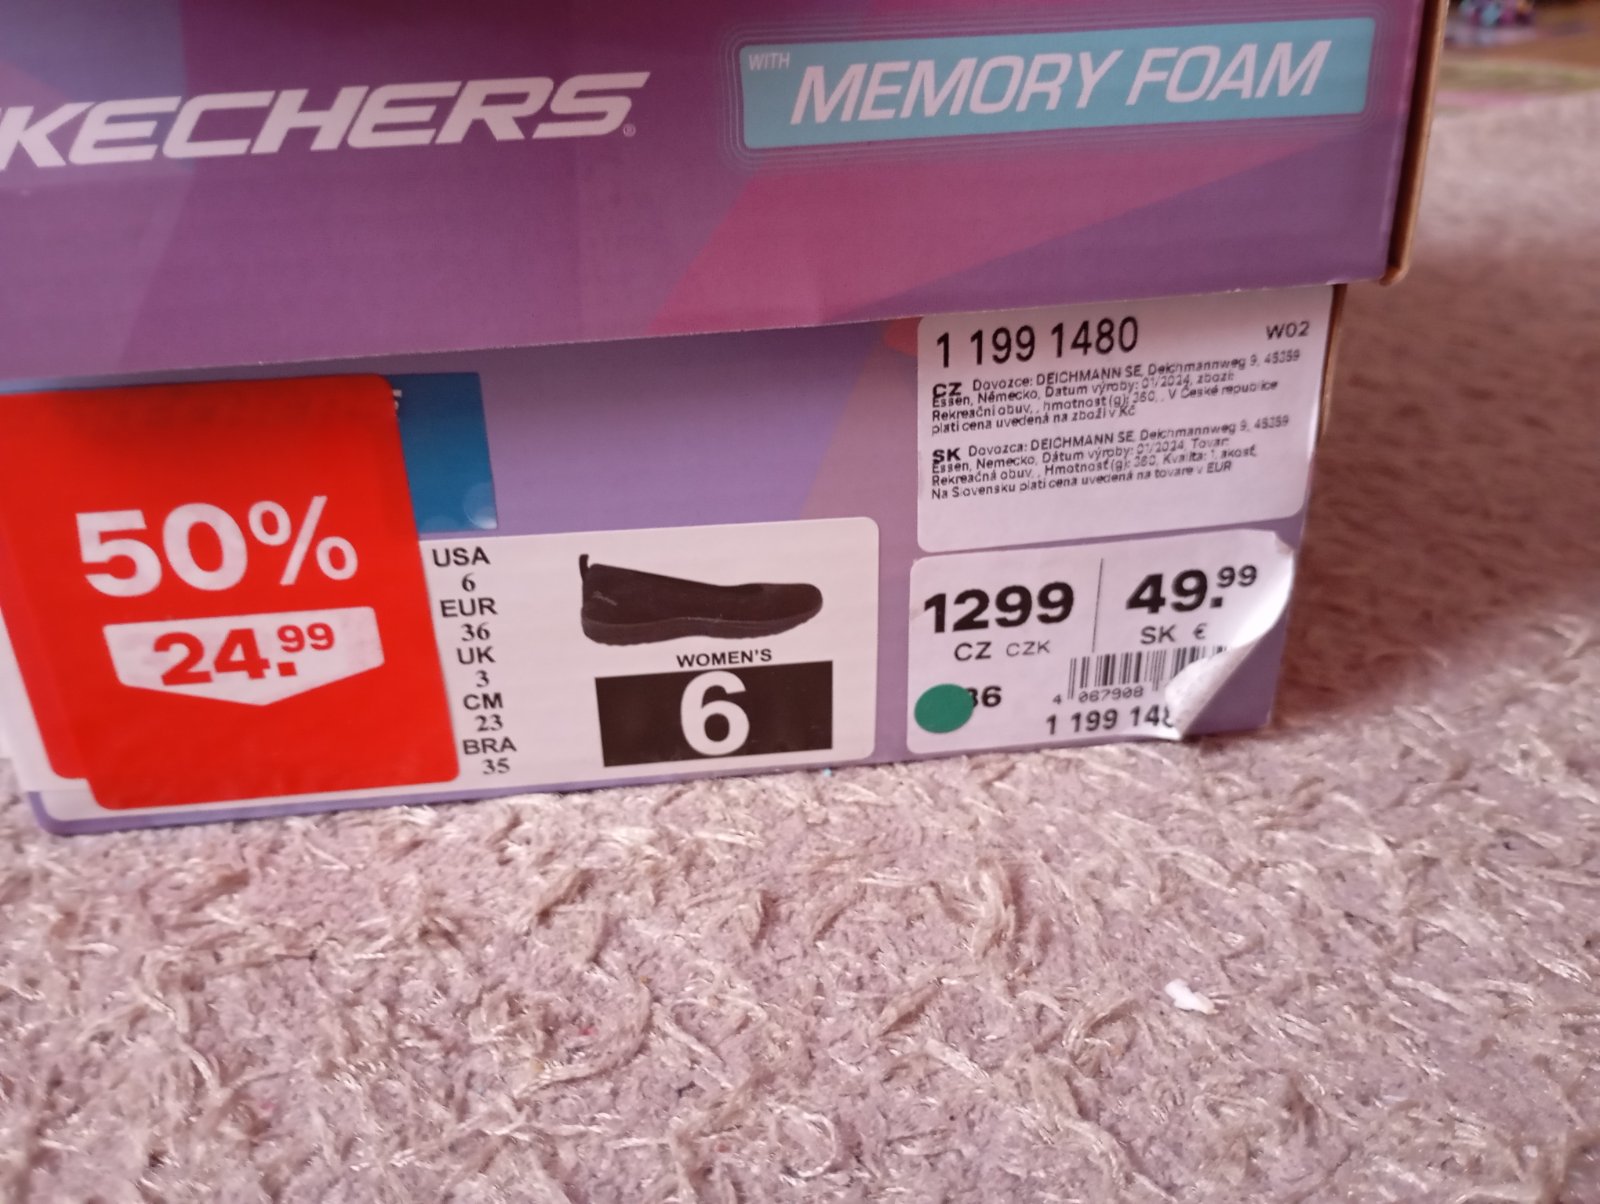 SKECHERS®
WITH MEMORY FOAM
1 199 1480 W02
CZ Dovozce: DEICHMANN SE, Deichmannweg 9, 45359
Essen, Německo, Datum výroby: 01/2024, zboží:
Rekreační obuv, , hmotnost (g): 360, , V České republice
platí cena uvedená na zboží v Kč
SK Dovozca: DEICHMANN SE, Deichmannweg 9, 45359
Essen, Nemecko, Dátum výroby: 01/2024, Tovar:
Rekreačná obuv, , Hmotnosť (g): 360, Kvalita: 1. akosť,
Na Slovensku platí cena uvedená na tovare v EUR
50%
24.99
USA
6
EUR
36
UK
3
CM
23
BRA
35
WOMEN'S
6
1299
CZ CZK
49.99
SK €
36
4 067908
1 199 148